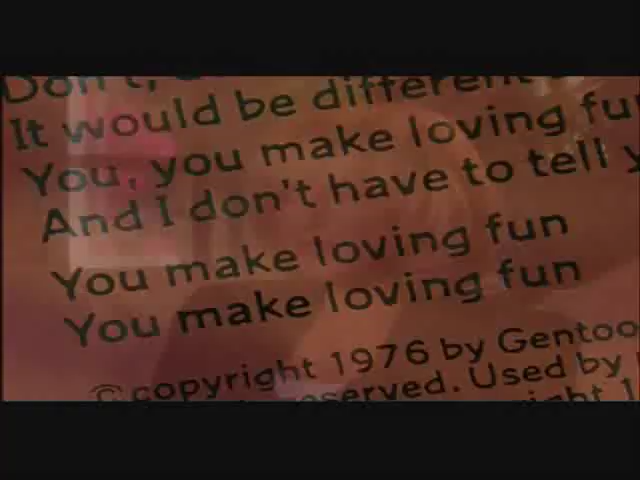 Don't,
It would be different
You, you make loving fu
And I don't have to tell y
You make loving fun
You make loving fun
©copyright 1976 by Gentoo
reserved. Used by